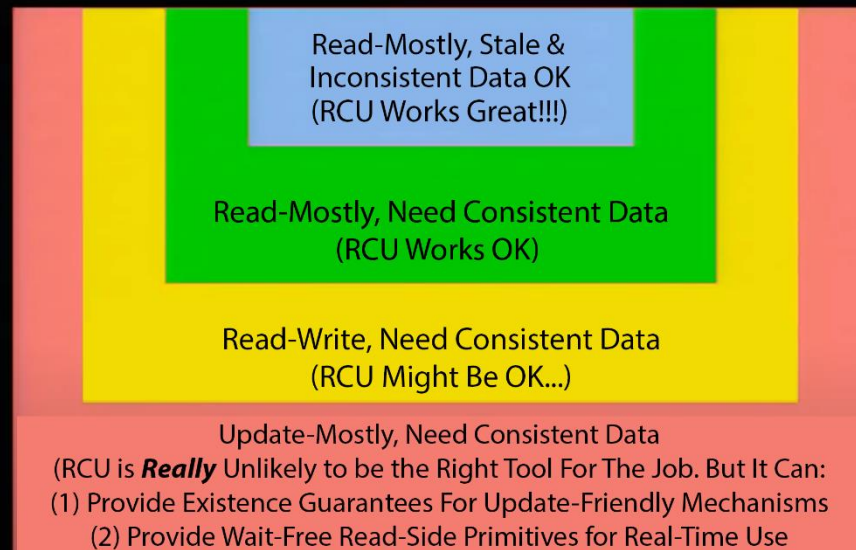 Read-Mostly, Stale &
Inconsistent Data OK
(RCU Works Great!!!)
Read-Mostly, Need Consistent Data
(RCU Works OK)
Read-Write, Need Consistent Data
(RCU Might Be OK...)
Update-Mostly, Need Consistent Data
(RCU is Really Unlikely to be the Right Tool For The Job. But It Can:
(1) Provide Existence Guarantees For Update-Friendly Mechanisms
(2) Provide Wait-Free Read-Side Primitives for Real-Time Use